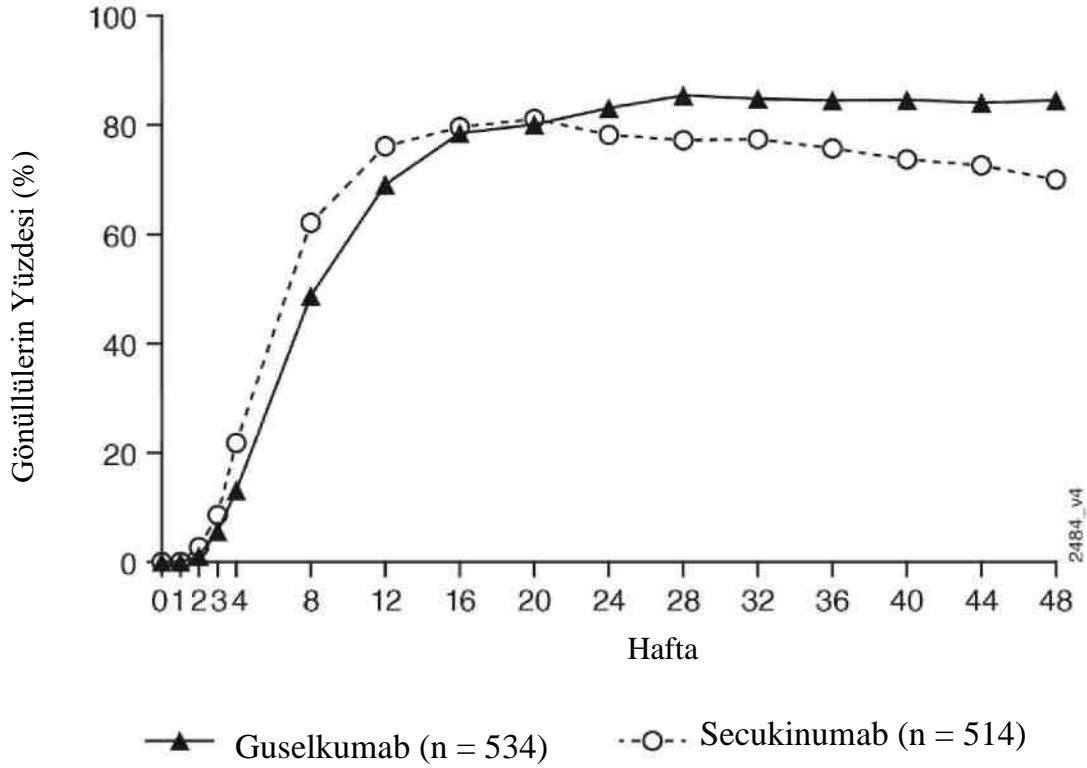 100
80
60
40
20
0
Gönüllülerin Yüzdesi (%)
0 1 2 3 4 8 12 16 20 24 28 32 36 40 44 48
Hafta
2484_v4
Guselkumab (n = 534) Secukinumab (n = 514)